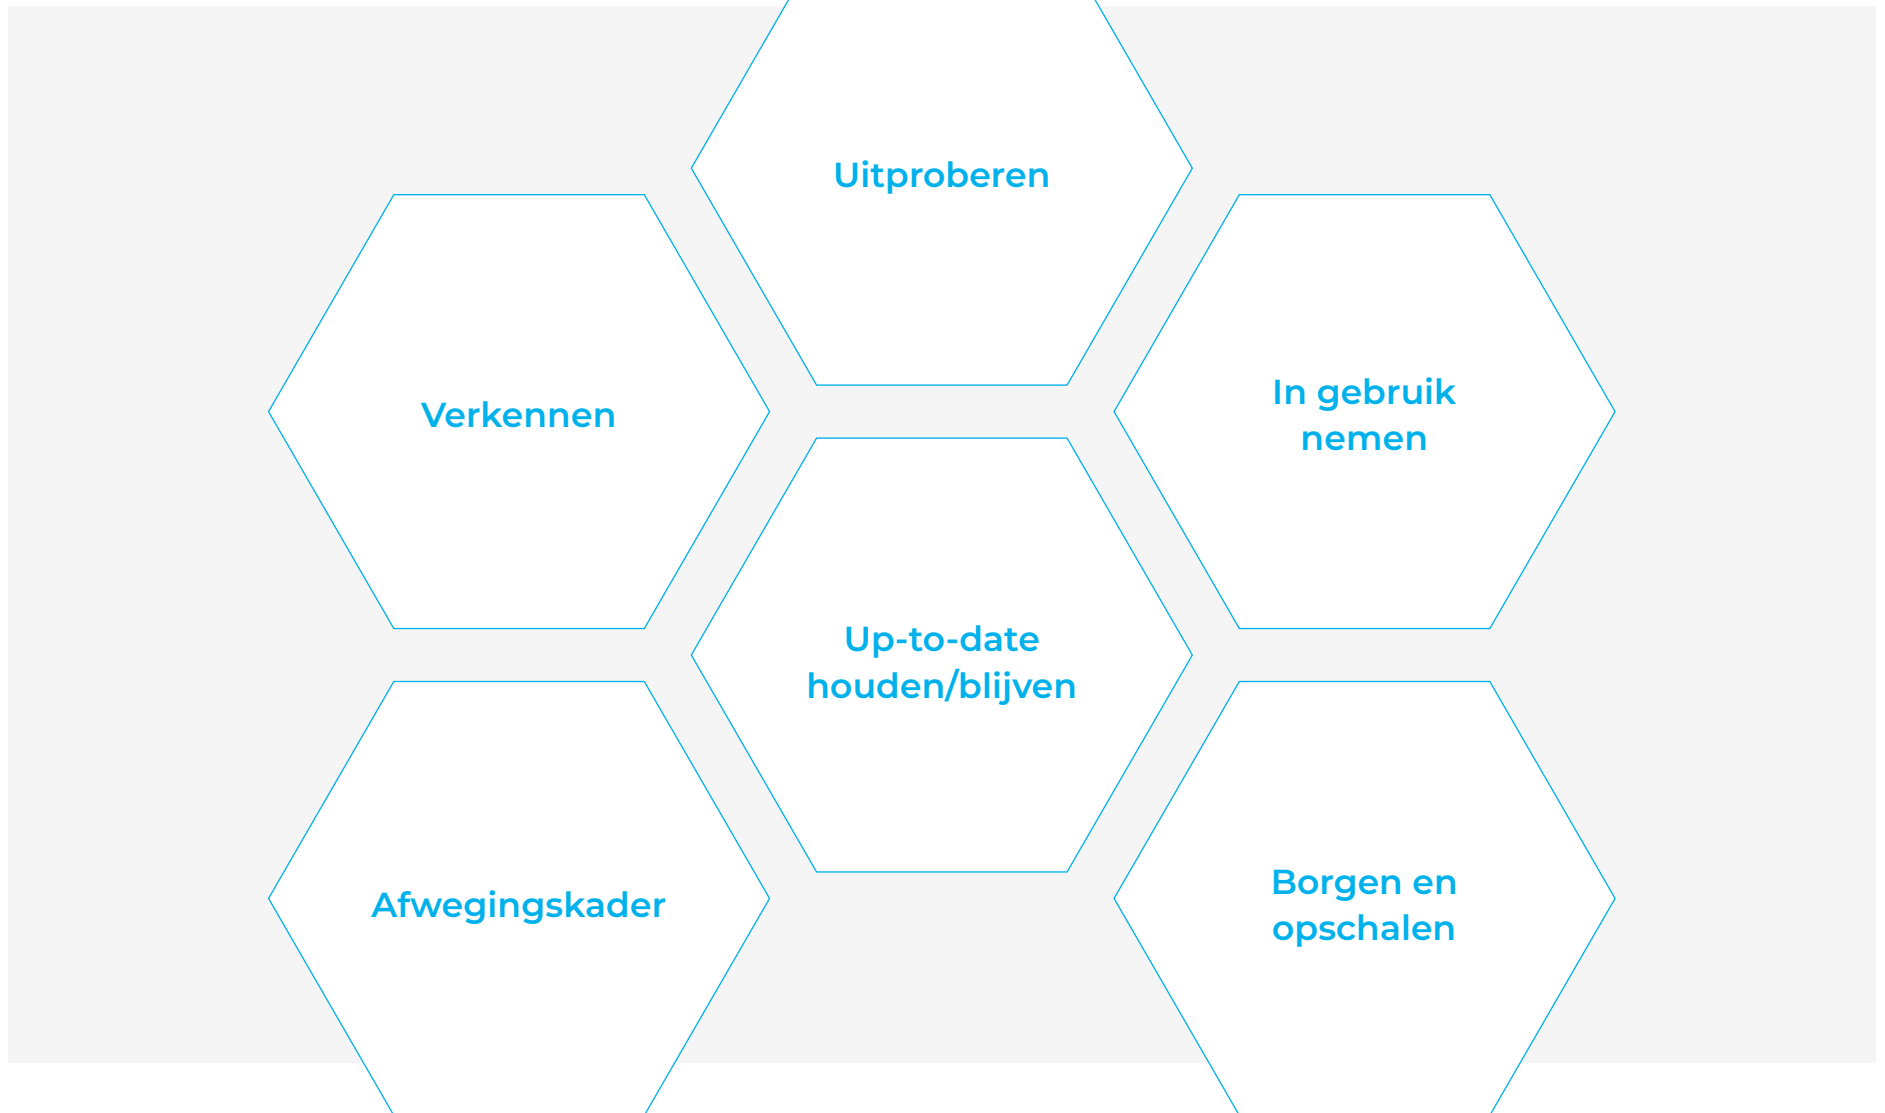 Uitproberen
Verkennen
In gebruik
nemen
Up-to-date
houden/blijven
Afwegingskader
Borgen en
opschalen